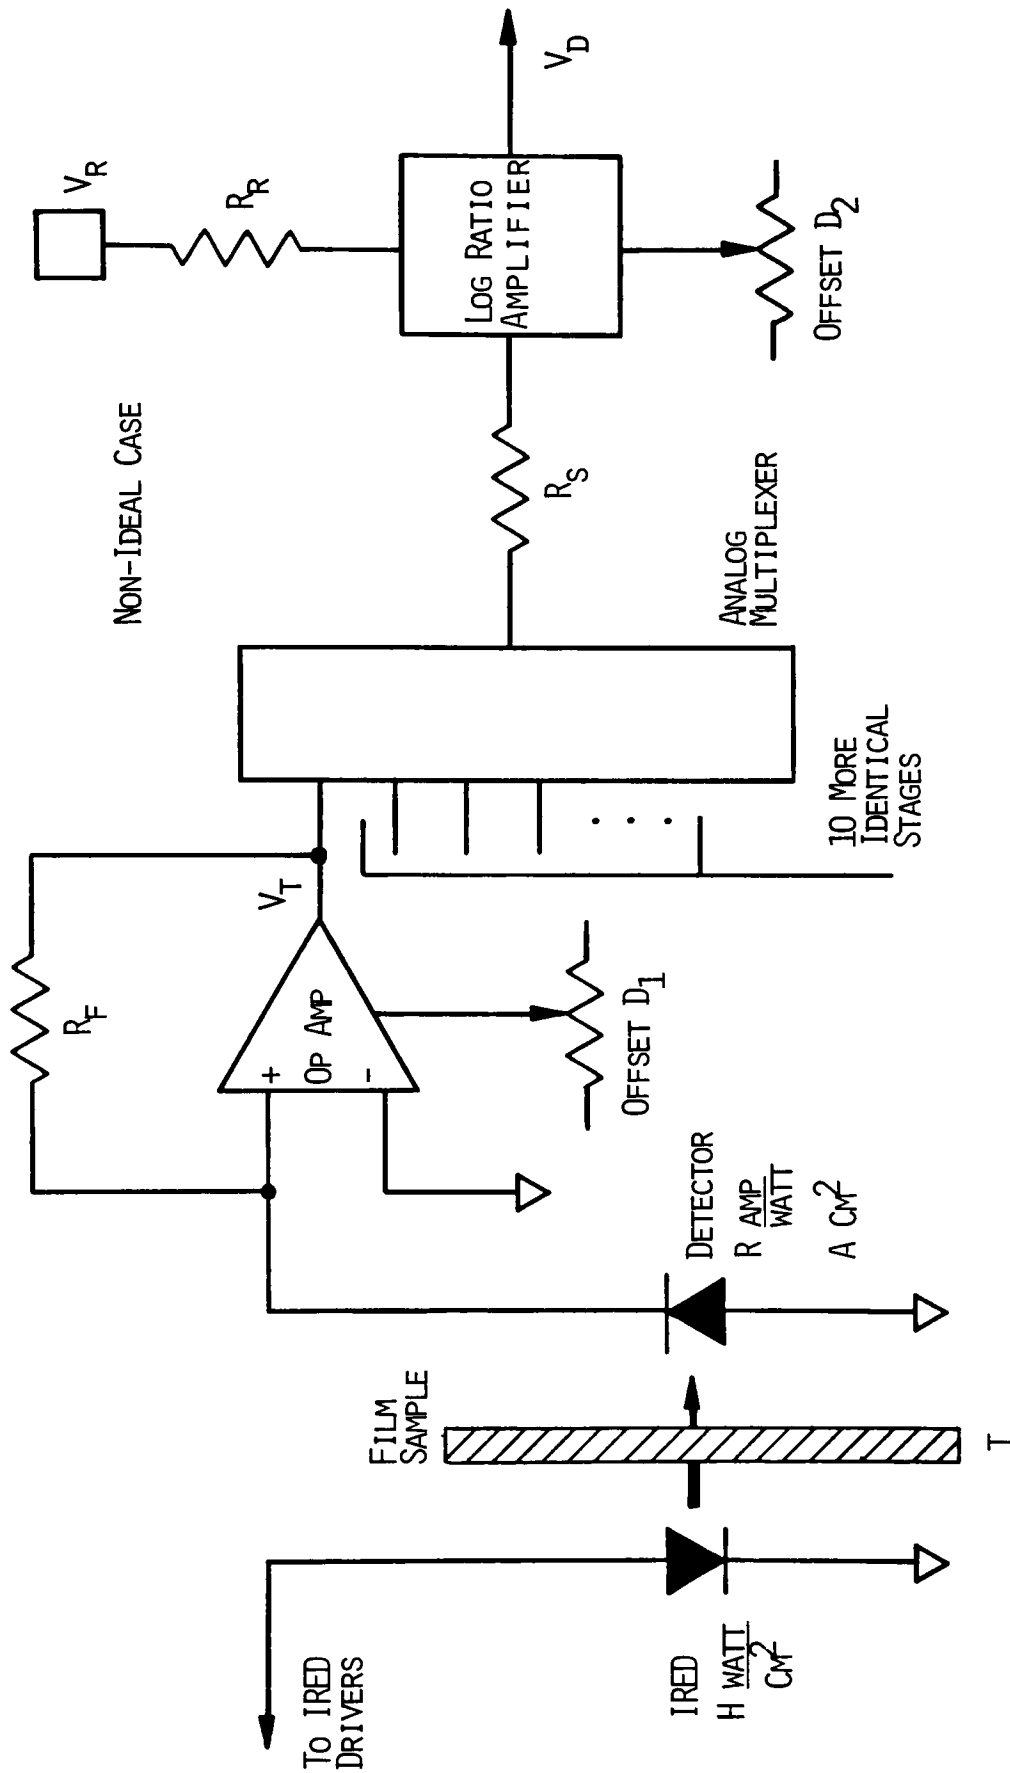 NON-IDEAL CASE
TO IRED
DRIVERS
IRED
H WATT
CM2
FILM
SAMPLE
T
DETECTOR
R AMP
WATT
A CM2
RF
+
OP AMP
-
VT
OFFSET D1
10 MORE
IDENTICAL
STAGES
ANALOG
MULTIPLEXER
RS
VR
RR
LOG RATIO
AMPLIFIER
OFFSET D2
VD